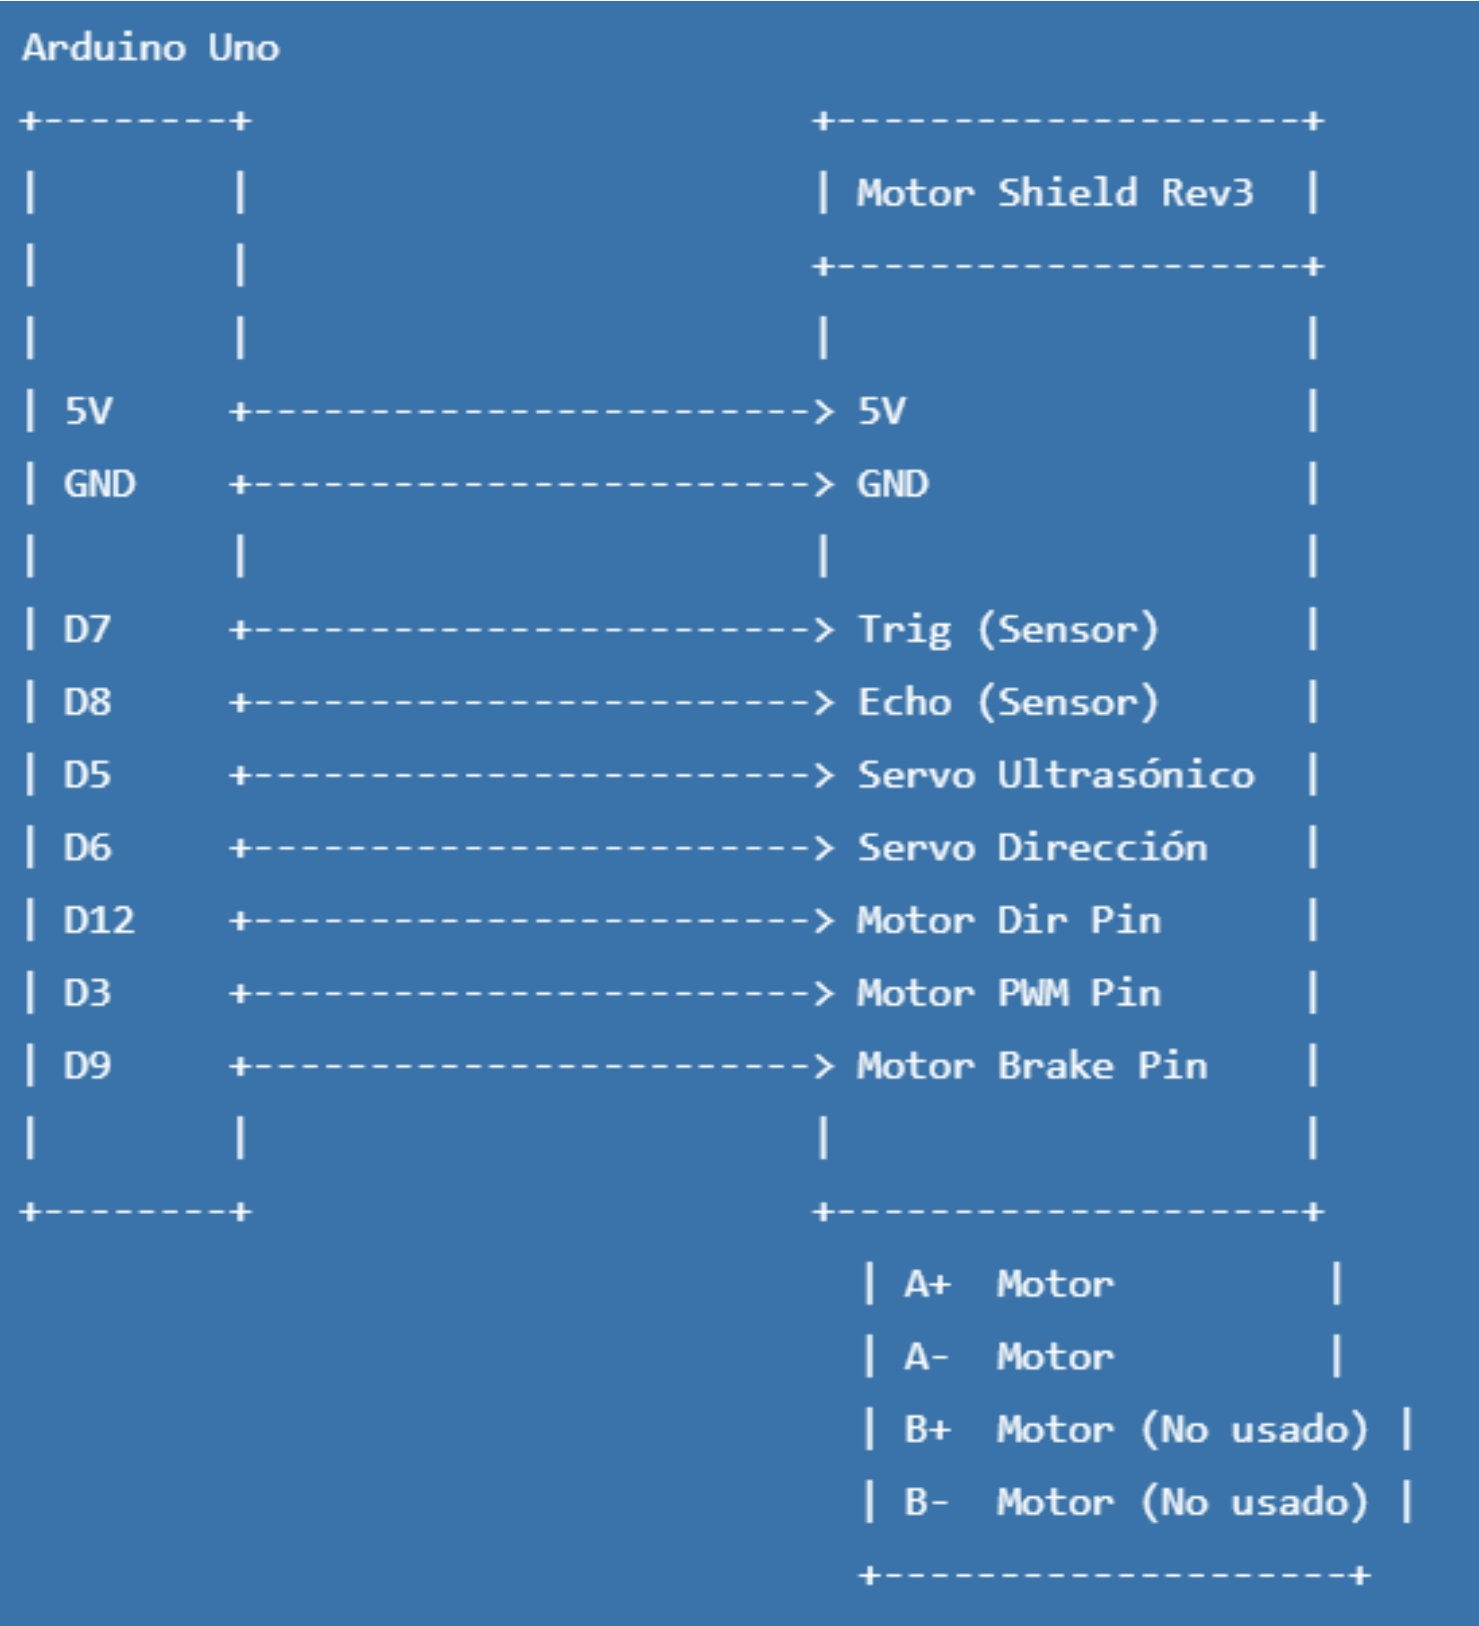 Arduino Uno
+--------+                        +--------------------+
|        |                        | Motor Shield Rev3  |
|        |                        +--------------------+
|        |                        |                    |
| 5V     +------------------------> 5V                 |
| GND    +------------------------> GND                |
|        |                        |                    |
| D7     +------------------------> Trig (Sensor)      |
| D8     +------------------------> Echo (Sensor)      |
| D5     +------------------------> Servo Ultrasónico  |
| D6     +------------------------> Servo Dirección    |
| D12    +------------------------> Motor Dir Pin      |
| D3     +------------------------> Motor PWM Pin      |
| D9     +------------------------> Motor Brake Pin    |
|        |                        |                    |
+--------+                        +--------------------+
                                    | A+  Motor         |
                                    | A-  Motor         |
                                    | B+  Motor (No usado) |
                                    | B-  Motor (No usado) |
                                    +--------------------+